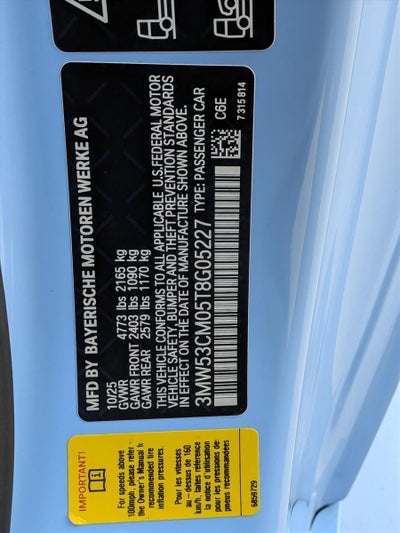 MFD BY BAYERISCHE MOTOREN WERKE AG
10/25
GVWR 4773 lbs 2165 kg
GAWR FRONT 2403 lbs 1090 kg
GAWR REAR 2579 lbs 1170 kg
THIS VEHICLE CONFORMS TO ALL APPLICABLE U.S. FEDERAL MOTOR
VEHICLE SAFETY, BUMPER AND THEFT PREVENTION STANDARDS
IN EFFECT ON THE DATE OF MANUFACTURE SHOWN ABOVE.
3MW53CM05T8G05227 TYPE: PASSENGER CAR
C6E
7 315 814
IMPORTANT!
For speeds above
100mph, please refer
the Owner's Manual
recommended tire
inflation pressures.
Pour les vitesses
au-dessus de 160
km/h, faites référence
à la notice d'utilisation
pour les pressions de
pneus recommandées
6859729